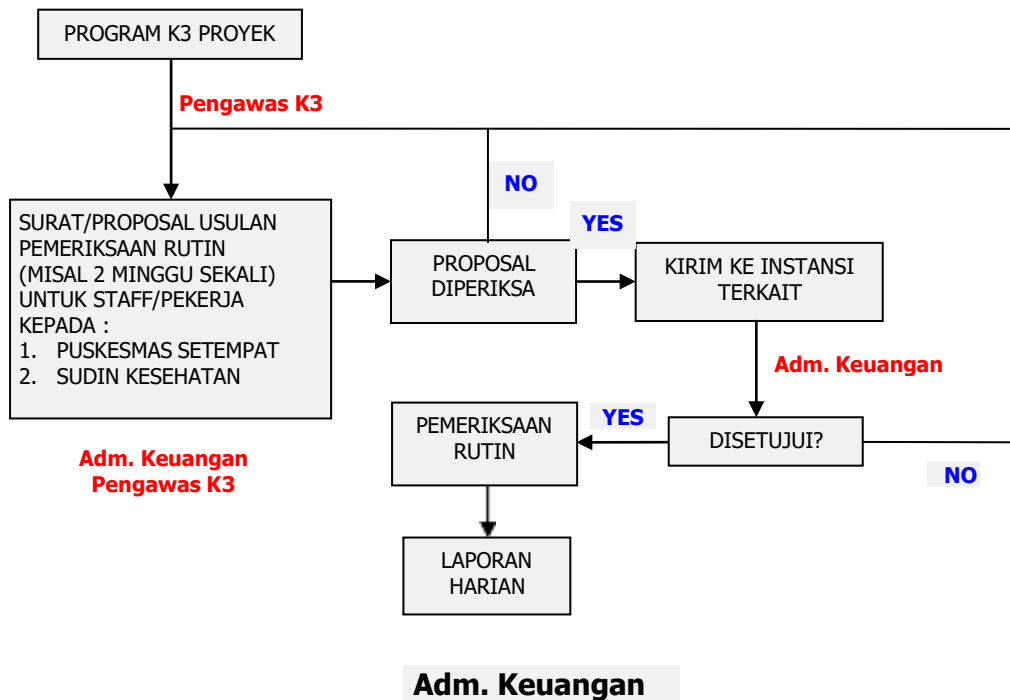 PROGRAM K3 PROYEK
Pengawas K3
NO
YES
SURAT/PROPOSAL USULAN
PEMERIKSAAN RUTIN
(MISAL 2 MINGGU SEKALI)
UNTUK STAFF/PEKERJA
KEPADA :
1. PUSKESMAS SETEMPAT
2. SUDIN KESEHATAN
PROPOSAL
DIPERIKSA
KIRIM KE INSTANSI
TERKAIT
Adm. Keuangan
Adm. Keuangan
Pengawas K3
PEMERIKSAAN
RUTIN
YES
DISETUJUI?
NO
LAPORAN
HARIAN
Adm. Keuangan